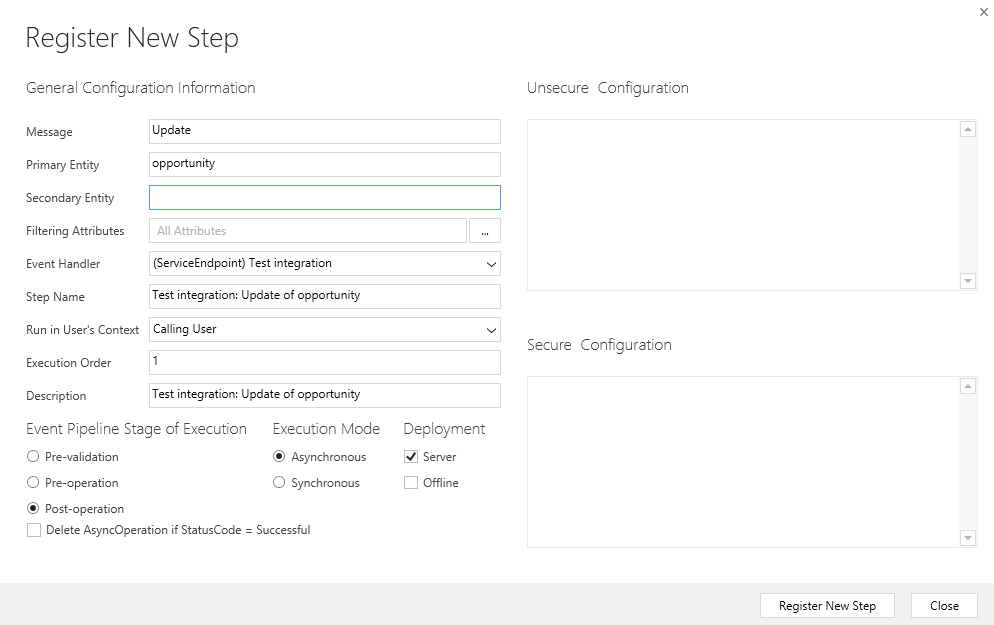 Register New Step
General Configuration Information
Message Update
Primary Entity opportunity
Secondary Entity
Filtering Attributes All Attributes ...
Event Handler (ServiceEndpoint) Test integration
Step Name Test integration: Update of opportunity
Run in User's Context Calling User
Execution Order 1
Description Test integration: Update of opportunity
Event Pipeline Stage of Execution Execution Mode Deployment
Pre-validation Asynchronous Server
Pre-operation Synchronous Offline
Post-operation
Delete AsyncOperation if StatusCode = Successful
Unsecure Configuration
Secure Configuration
Register New Step Close